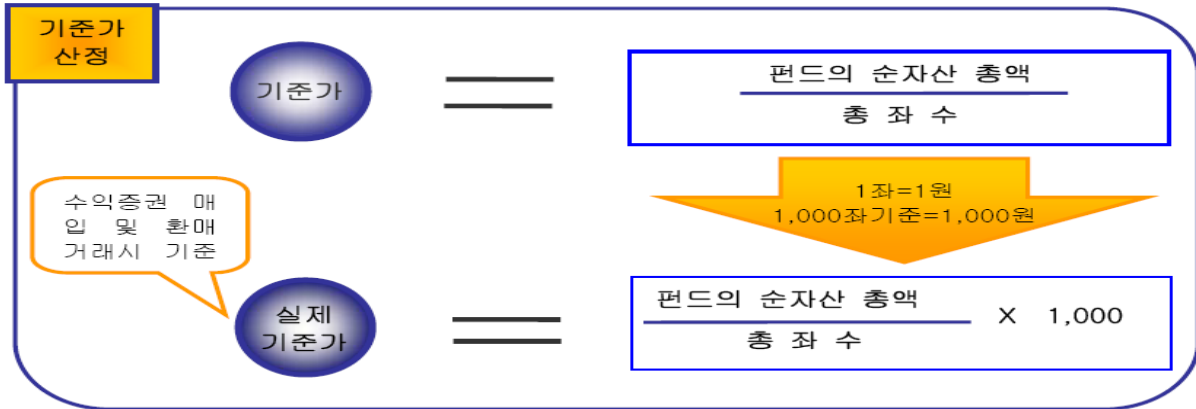 기준가
산정
기준가
펀드의 순자산 총액
총 좌 수
1좌=1원
1,000좌기준=1,000원
수익증권 매
입 및 환매
거래시 기준
실제
기준가
펀드의 순자산 총액
X 1,000
총 좌 수